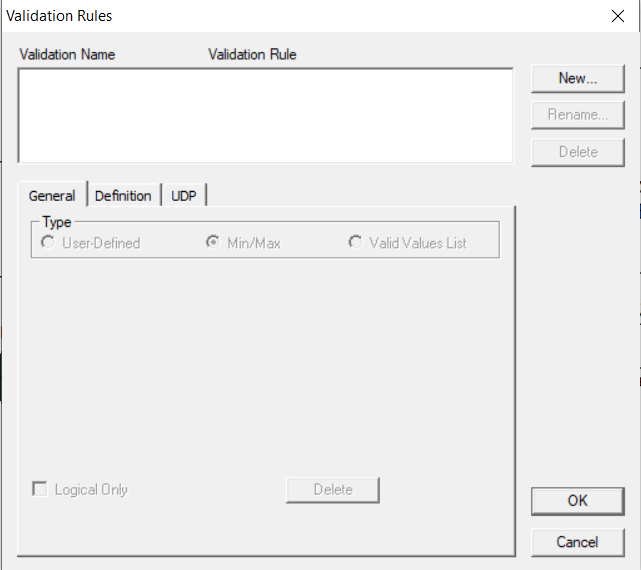 Validation Rules
Validation Name Validation Rule
New...
Rename...
Delete
General Definition UDP
Type
User-Defined Min/Max Valid Values List
Logical Only Delete
OK
Cancel